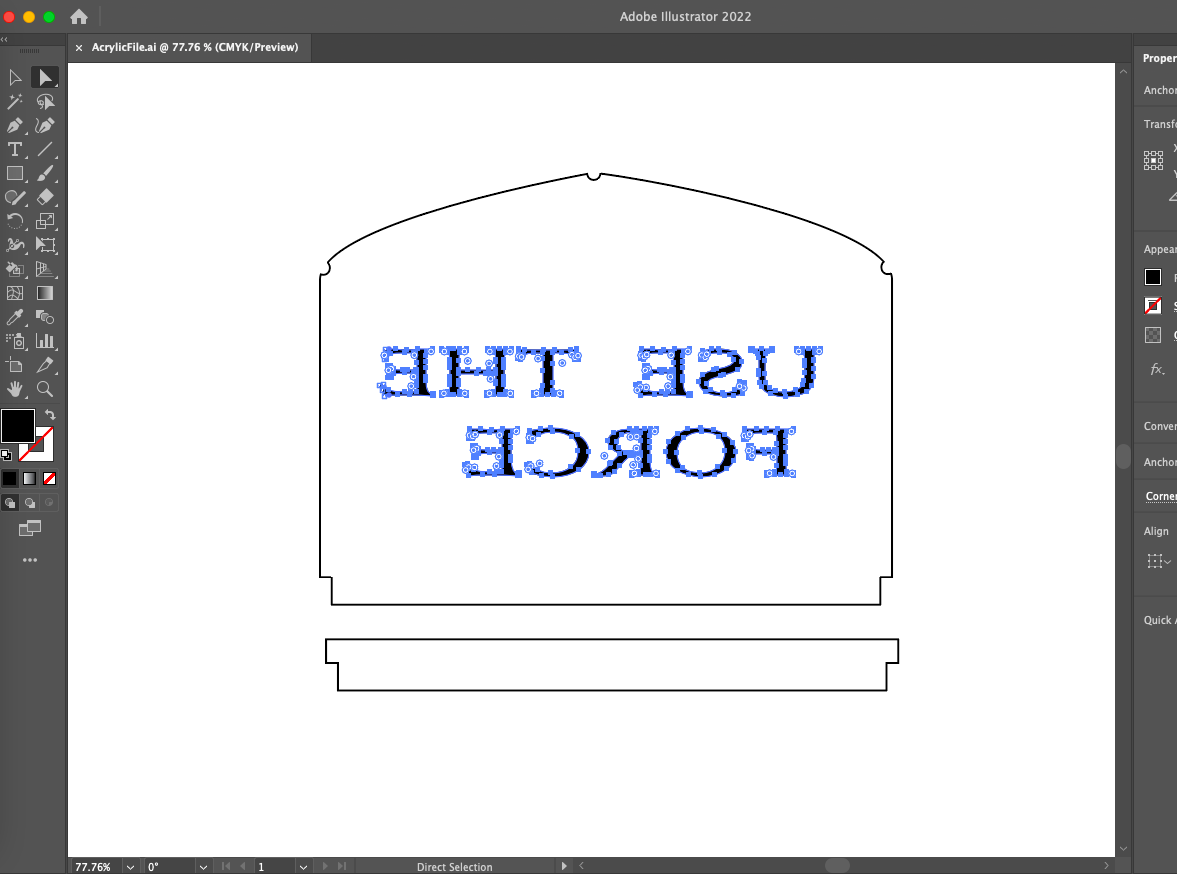 Adobe Illustrator 2022
AcrylicFile.ai @ 77.76 % (CMYK/Preview)
Proper
Anchor
Transfo
Appear
Conver
Anchor
Corner
Align
Quick A
USE THE
FORCE
77.76%
0°
1
Direct Selection